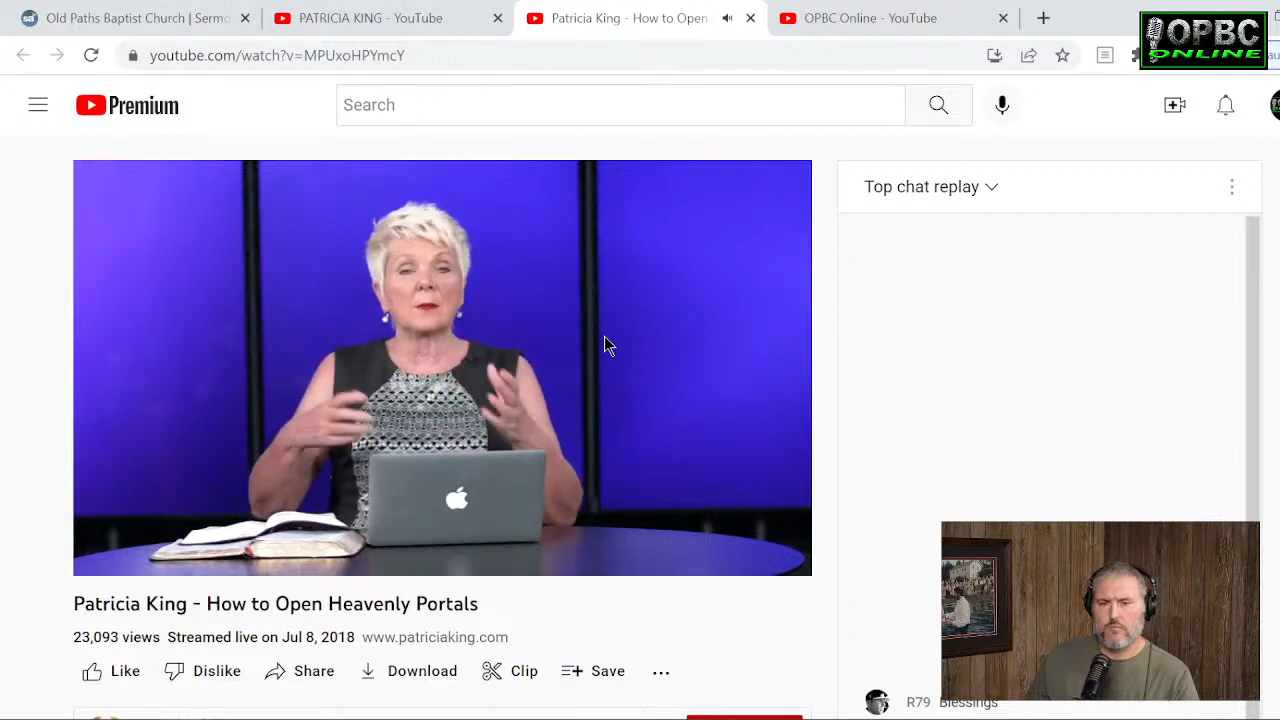 Old Paths Baptist Church | Sermo
PATRICIA KING - YouTube
Patricia King - How to Open
OPBC Online - YouTube
OPBC
ONLINE
youtube.com/watch?v=MPUxoHPYmcY
Premium
Search
Top chat replay
Patricia King - How to Open Heavenly Portals
23,093 views Streamed live on Jul 8, 2018 www.patriciaking.com
Like
Dislike
Share
Download
Clip
Save
R79 Blessings